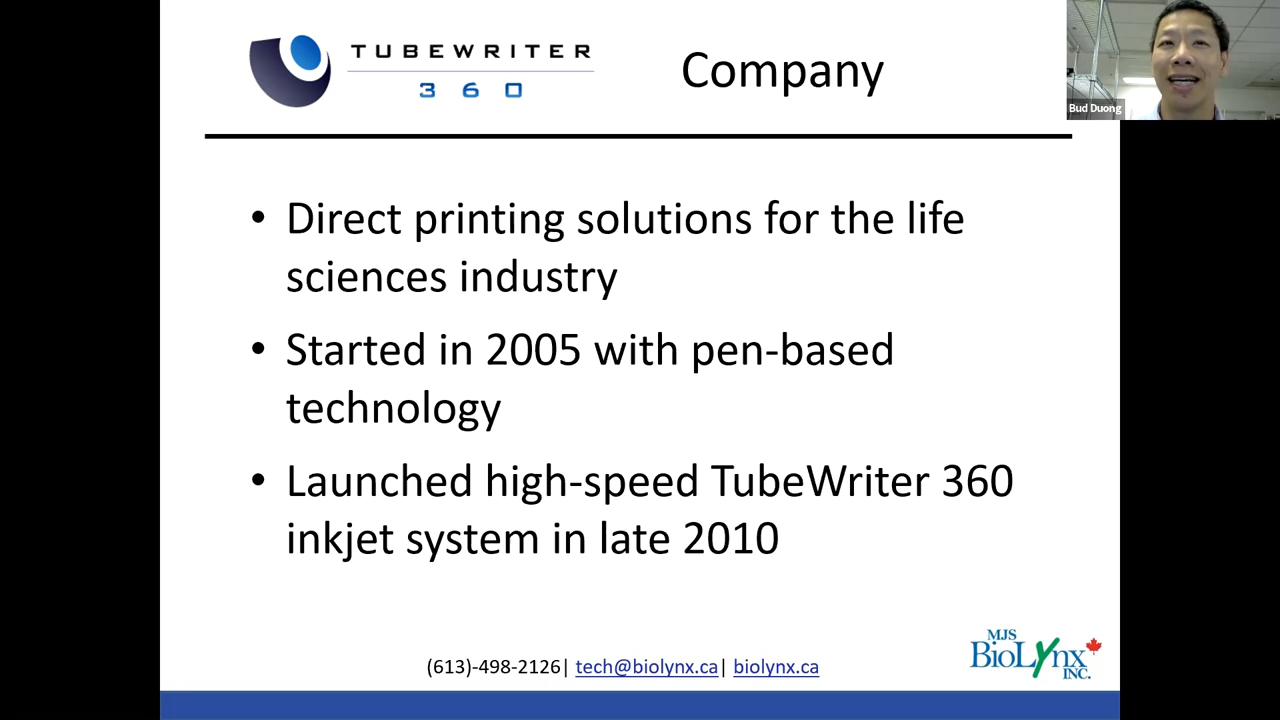 TUBEWRITER
360
Company
Bud Duong
• Direct printing solutions for the life
sciences industry
• Started in 2005 with pen-based
technology
• Launched high-speed TubeWriter 360
inkjet system in late 2010
(613)-498-2126| tech@biolynx.ca| biolynx.ca
MJS
BioLynx
INC.